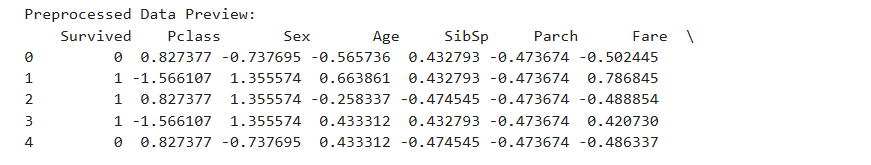 Preprocessed Data Preview:
   Survived    Pclass       Sex       Age     SibSp     Parch      Fare  \
0         0  0.827377 -0.737695 -0.565736  0.432793 -0.473674 -0.502445
1         1 -1.566107  1.355574  0.663861  0.432793 -0.473674  0.786845
2         1  0.827377  1.355574 -0.258337 -0.474545 -0.473674 -0.488854
3         1 -1.566107  1.355574  0.433312  0.432793 -0.473674  0.420730
4         0  0.827377 -0.737695  0.433312 -0.474545 -0.473674 -0.486337